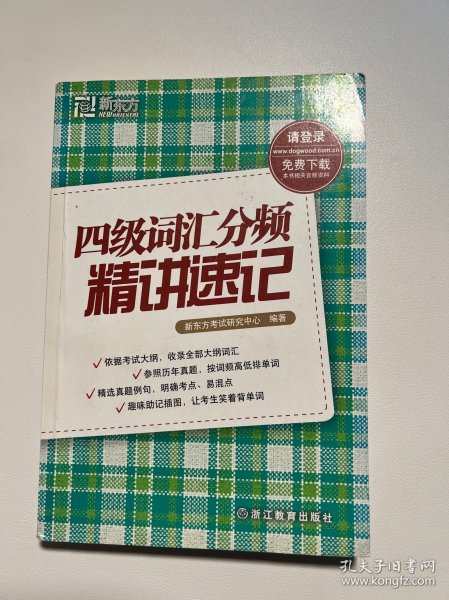 新东方
NEW ORIENTAL
请登录
www.dogwood.com.cn
免费下载
本书相关音频资料
四级词汇分频
精讲速记
新东方考试研究中心 编著
✓依据考试大纲，收录全部大纲词汇
✓参照历年真题，按词频高低排单词
✓精选真题例句，明确考点、易混点
✓趣味助记插图，让考生笑着背单词
浙江教育出版社
孔夫子旧书网
www.kongfz.com